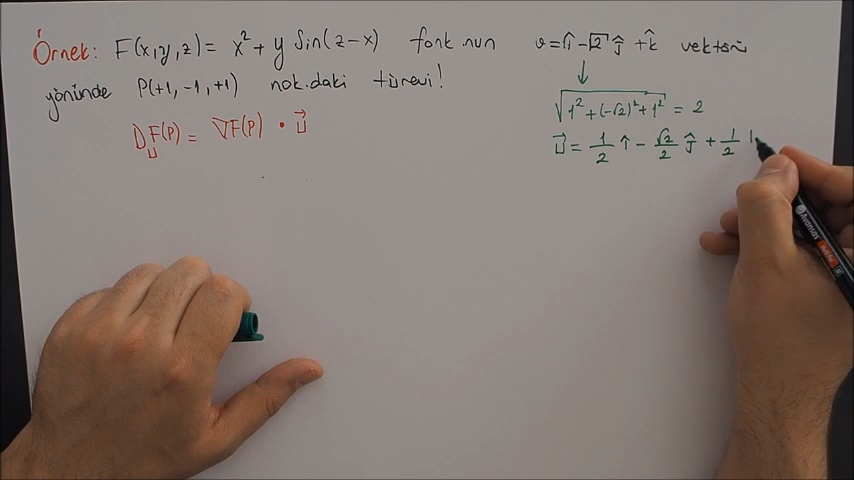 Örnek: F(x,y,z) = x² + y Sin(z-x) fonk.nun v = î - √2 ĵ + k̂ vektörü
yönünde P(+1, -1, +1) nok.daki türevi!
√(1² + (-√2)² + 1²) = 2
D_u F(P) = ∇F(P) • u⃗
u⃗ = 1/2 î - √2/2 ĵ + 1/2
Avansas